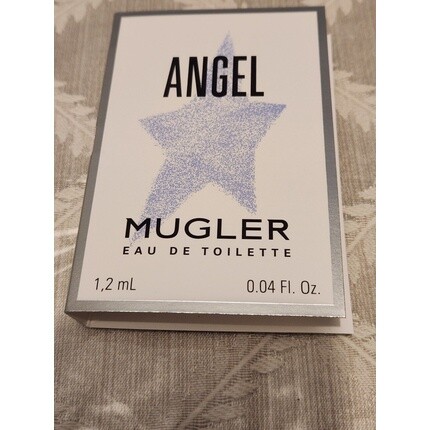 ANGEL
MUGLER
EAU DE TOILETTE
1,2 mL 0.04 Fl. Oz.